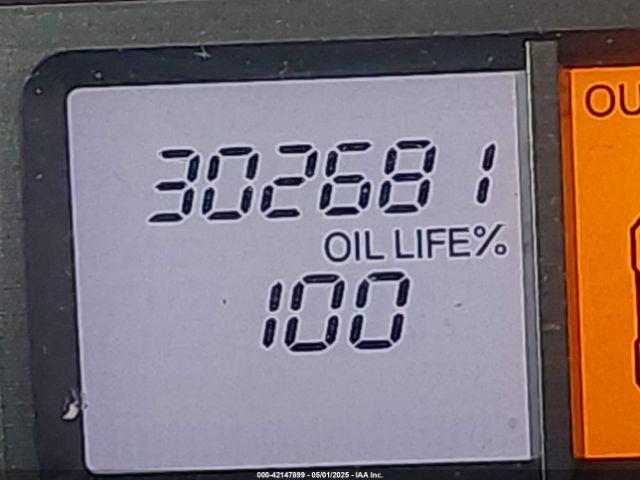 302681
OU
OIL LIFE%
100
000-42147899 - 05/01/2025 - IAA Inc.